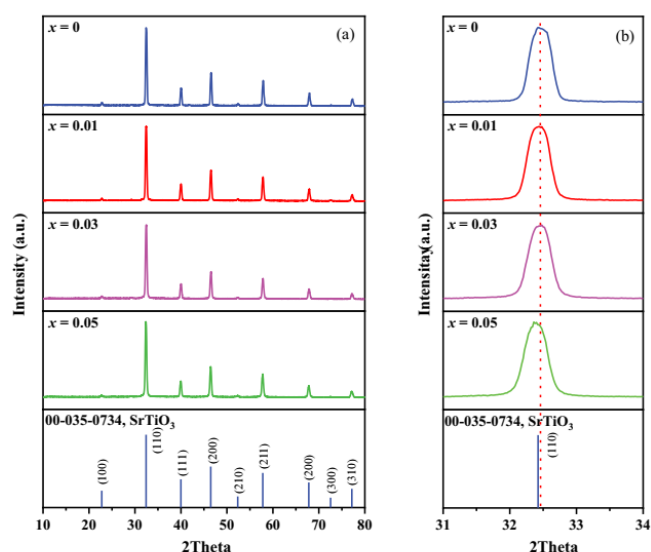 x = 0
(a)
x = 0.01
x = 0.03
x = 0.05
00-035-0734, SrTiO3
(100)
(110)
(111)
(200)
(210)
(211)
(200)
(300)
(310)
10 20 30 40 50 60 70 80
2Theta
Intensity (a.u.)
x = 0
(b)
x = 0.01
x = 0.03
x = 0.05
00-035-0734, SrTiO3
(110)
31 32 33 34
2Theta
Intensitay(a.u.)